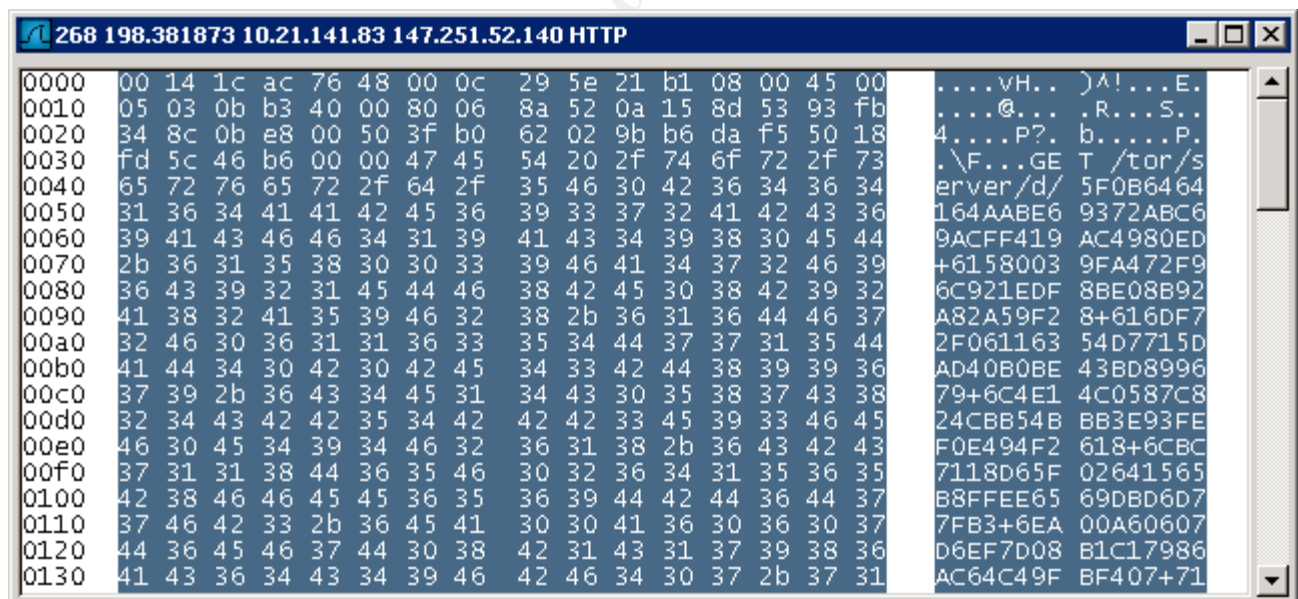 268 198.381873 10.21.141.83 147.251.52.140 HTTP
0000 00 14 1c ac 76 48 00 0c 29 5e 21 b1 08 00 45 00 ....vH.. )^!...E.
0010 05 03 0b b3 40 00 80 06 8a 52 0a 15 8d 53 93 fb ....@... .R...S..
0020 34 8c 0b e8 00 50 3f b0 62 02 9b b6 da f5 50 18 4....P?. b.....P.
0030 fd 5c 46 b6 00 00 47 45 54 20 2f 74 6f 72 2f 73 .\F...GE T /tor/s
0040 65 72 76 65 72 2f 64 2f 35 46 30 42 36 34 36 34 erver/d/ 5F0B6464
0050 31 36 34 41 41 42 45 36 39 33 37 32 41 42 43 36 164AABE6 9372ABC6
0060 39 41 43 46 46 34 31 39 41 43 34 39 38 30 45 44 9ACFF419 AC4980ED
0070 2b 36 31 35 38 30 30 33 39 46 41 34 37 32 46 39 +6158003 9FA472F9
0080 36 43 39 32 31 45 44 46 38 42 45 30 38 42 39 32 6C921EDF 8BE08B92
0090 41 38 32 41 35 39 46 32 38 2b 36 31 36 44 46 37 A82A59F2 8+616DF7
00a0 32 46 30 36 31 31 36 33 35 34 44 37 37 31 35 44 2F061163 54D7715D
00b0 41 44 34 30 42 30 42 45 34 33 42 44 38 39 39 36 AD40B0BE 43BD8996
00c0 37 39 2b 36 43 34 45 31 34 43 30 35 38 37 43 38 79+6C4E1 4C0587C8
00d0 32 34 43 42 42 35 34 42 42 42 33 45 39 33 46 45 24CBB54B BB3E93FE
00e0 46 30 45 34 39 34 46 32 36 31 38 2b 36 43 42 43 F0E494F2 618+6CBC
00f0 37 31 31 38 44 36 35 46 30 32 36 34 31 35 36 35 7118D65F 02641565
0100 42 38 46 46 45 45 36 35 36 39 44 42 44 36 44 37 B8FFEE65 69DBD6D7
0110 37 46 42 33 2b 36 45 41 30 30 41 36 30 36 30 37 7FB3+6EA 00A60607
0120 44 36 45 46 37 44 30 38 42 31 43 31 37 39 38 36 D6EF7D08 B1C17986
0130 41 43 36 34 43 34 39 46 42 46 34 30 37 2b 37 31 AC64C49F BF407+71